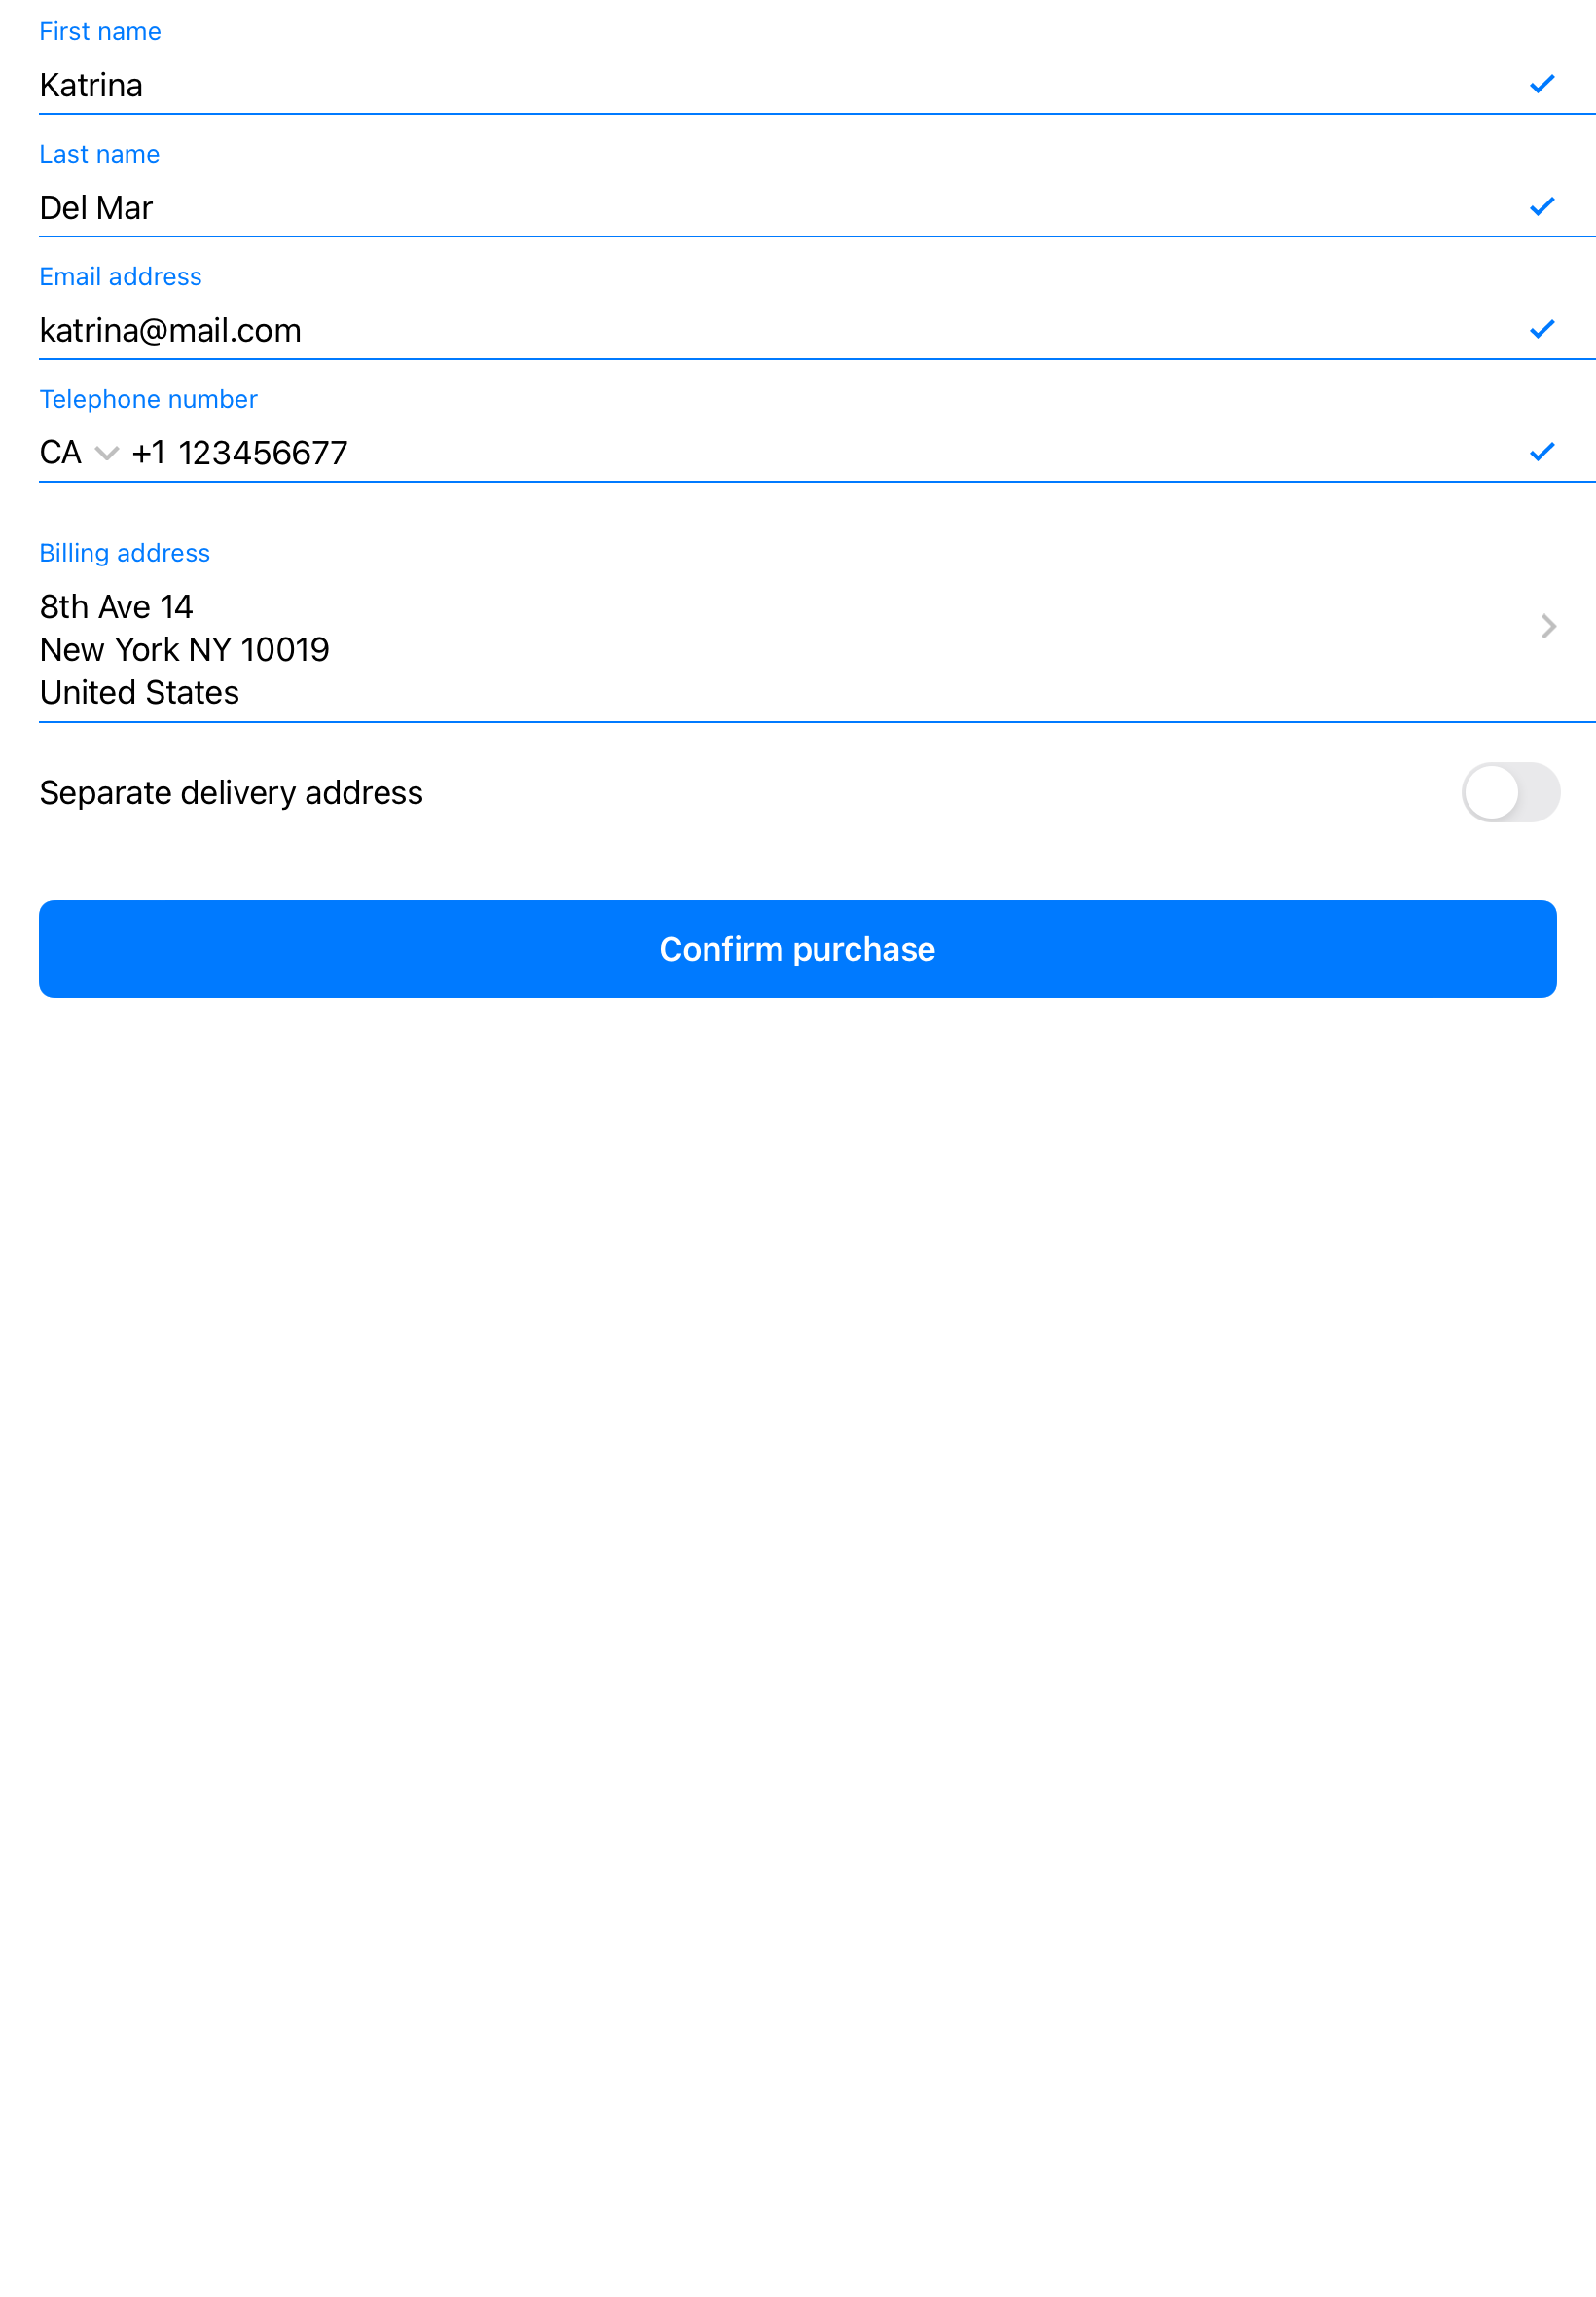 First name
Katrina
Last name
Del Mar
Email address
katrina@mail.com
Telephone number
CA +1 123456677
Billing address
8th Ave 14
New York NY 10019
United States
Separate delivery address
Confirm purchase